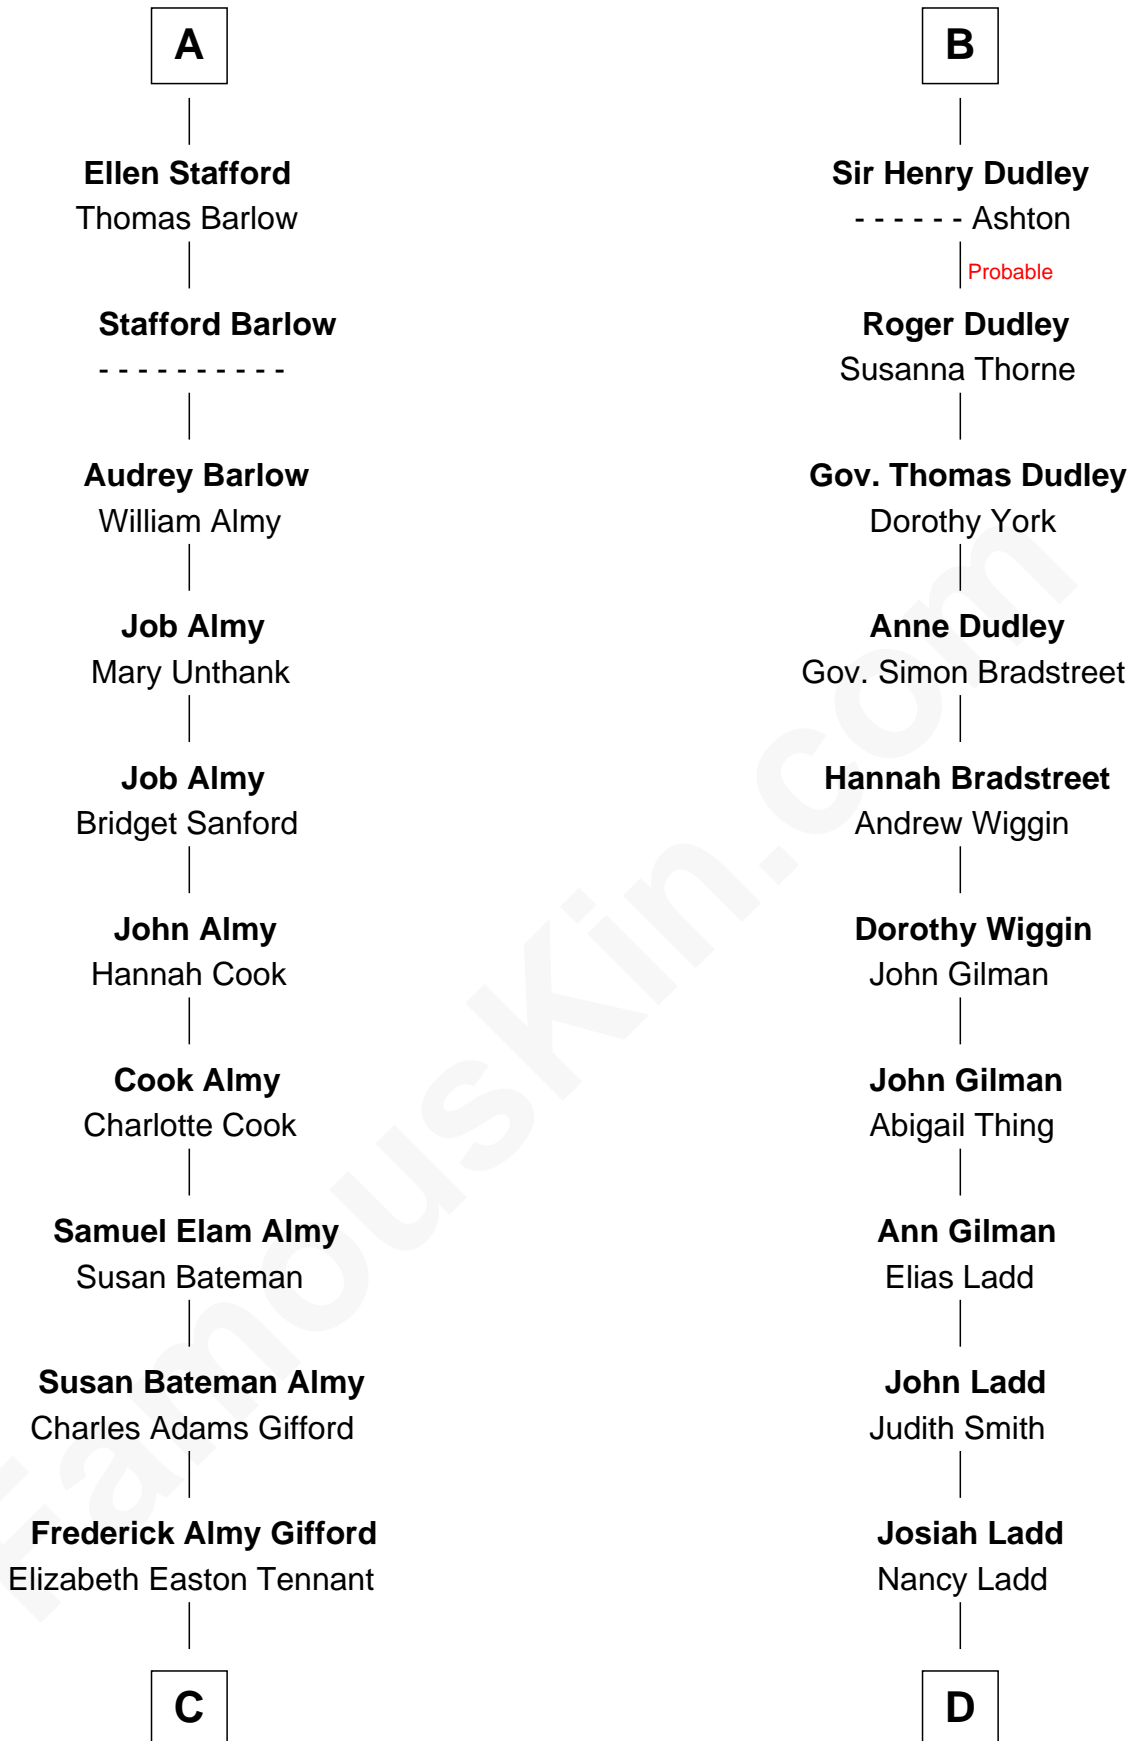 A
Ellen Stafford
Thomas Barlow
Stafford Barlow
- - - - - - - - - -
Audrey Barlow
William Almy
Job Almy
Mary Unthank
Job Almy
Bridget Sanford
John Almy
Hannah Cook
Cook Almy
Charlotte Cook
Samuel Elam Almy
Susan Bateman
Susan Bateman Almy
Charles Adams Gifford
Frederick Almy Gifford
Elizabeth Easton Tennant
C
B
Sir Henry Dudley
- - - - - - Ashton
Probable
Roger Dudley
Susanna Thorne
Gov. Thomas Dudley
Dorothy York
Anne Dudley
Gov. Simon Bradstreet
Hannah Bradstreet
Andrew Wiggin
Dorothy Wiggin
John Gilman
John Gilman
Abigail Thing
Ann Gilman
Elias Ladd
John Ladd
Judith Smith
Josiah Ladd
Nancy Ladd
D
FamousKin.com